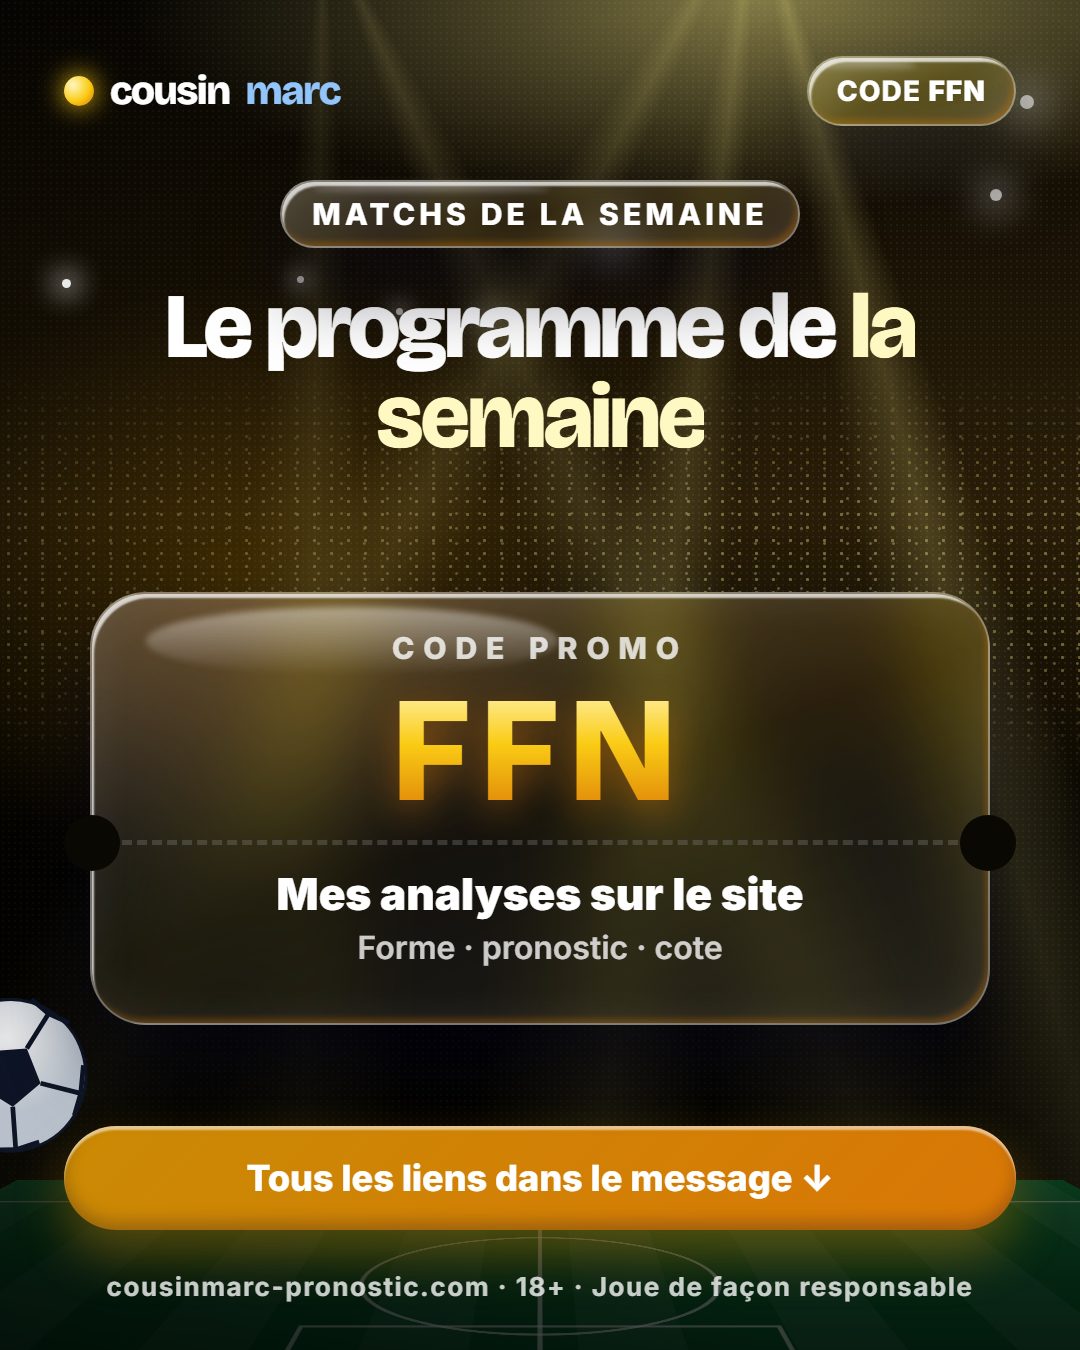 cousin marc
CODE FFN
MATCHS DE LA SEMAINE
Le programme de la
semaine
CODE PROMO
FFN
Mes analyses sur le site
Forme · pronostic · cote
Tous les liens dans le message ↓
cousinmarc-pronostic.com · 18+ · Joue de façon responsable